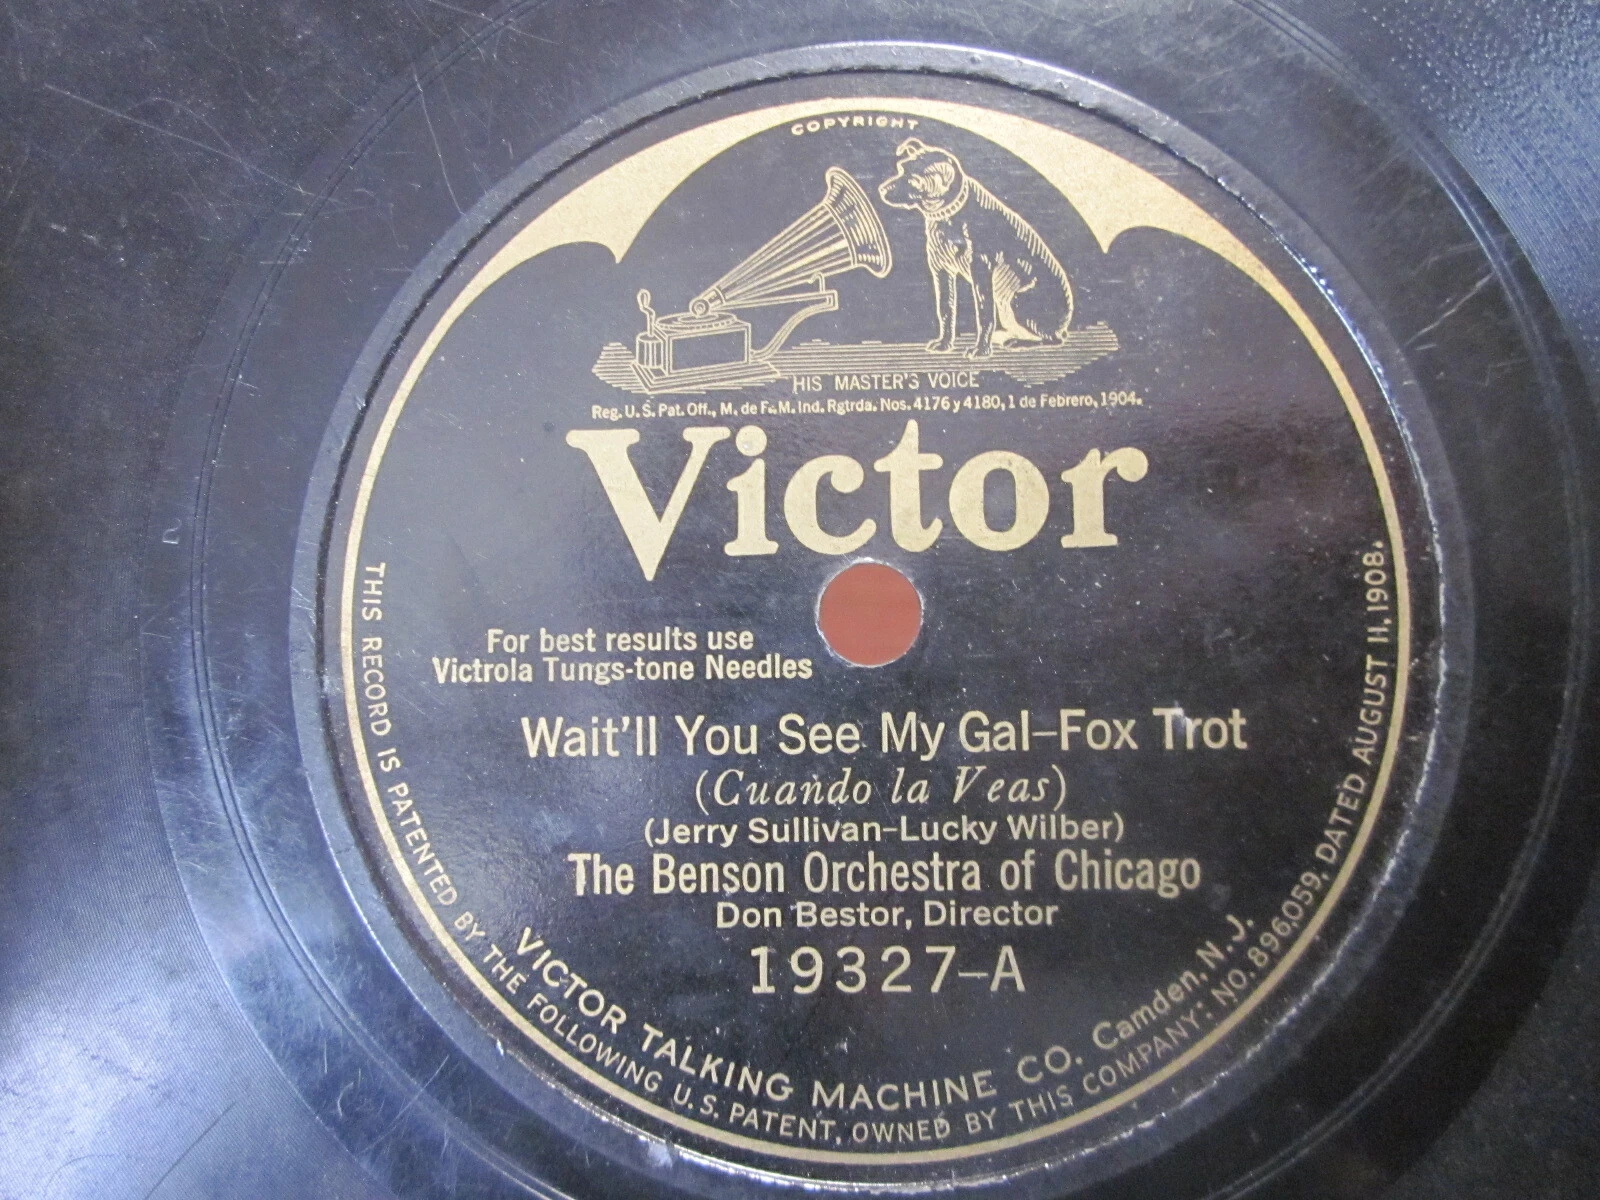 COPYRIGHT
HIS MASTER'S VOICE
Reg. U.S. Pat. Off., M. de F. & M. Ind. Rgtrda. Nos. 4176 y 4180, 1 de Febrero, 1904.
Victor
For best results use
Victrola Tungs-tone Needles
Wait'll You See My Gal–Fox Trot
(Cuando la Veas)
(Jerry Sullivan–Lucky Wilber)
The Benson Orchestra of Chicago
Don Bestor, Director
19327–A
VICTOR TALKING MACHINE CO. Camden, N. J.
THIS RECORD IS PATENTED BY THE FOLLOWING U.S. PATENT, OWNED BY THIS COMPANY: NO. 896,059, DATED AUGUST 11, 1908.